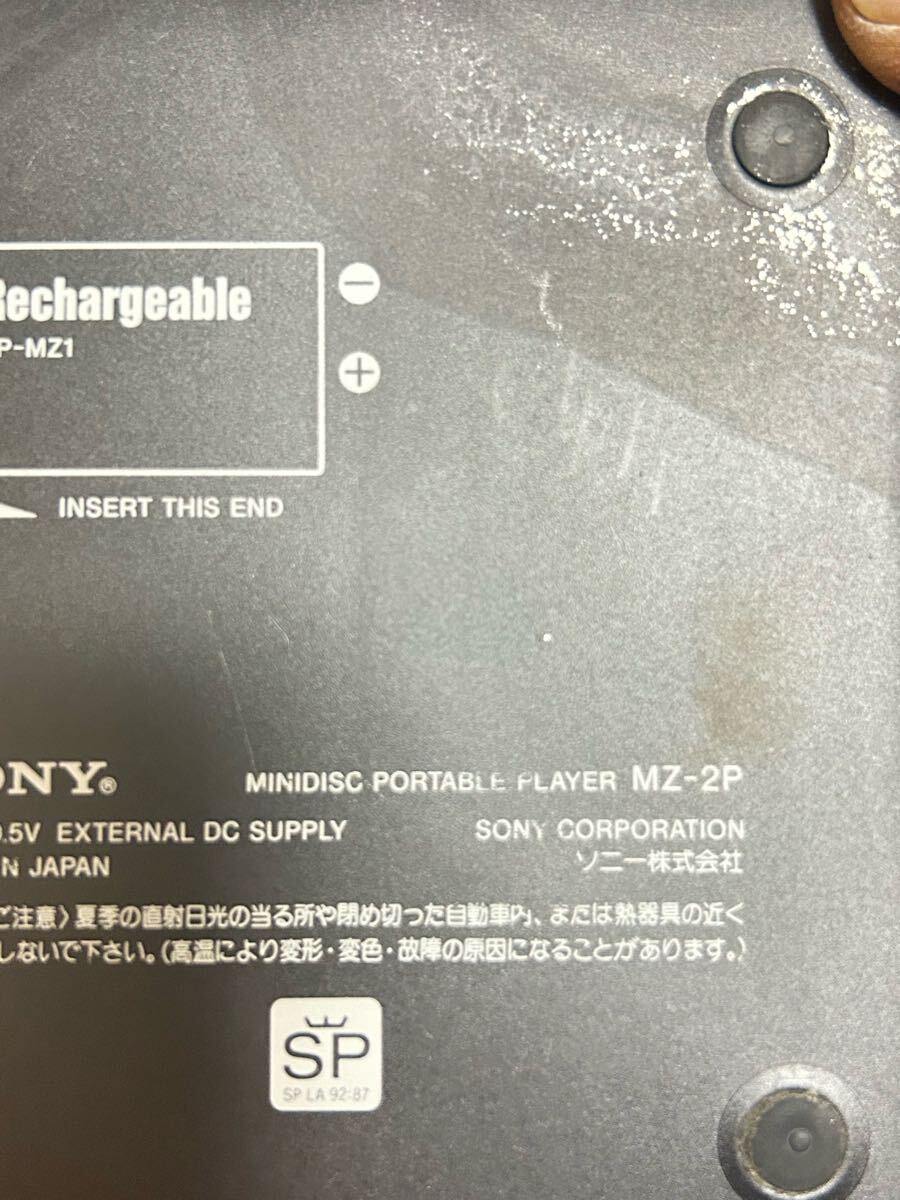 Rechargeable
P-MZ1
−
+
INSERT THIS END
ONY®
MINIDISC PORTABLE PLAYER MZ-2P
.5V EXTERNAL DC SUPPLY
SONY CORPORATION
N JAPAN
ソニー株式会社
ご注意〉夏季の直射日光の当る所や閉め切った自動車内、または熱器具の近く
しないで下さい。(高温により変形・変色・故障の原因になることがあります。)
SP
SP LA 92:87